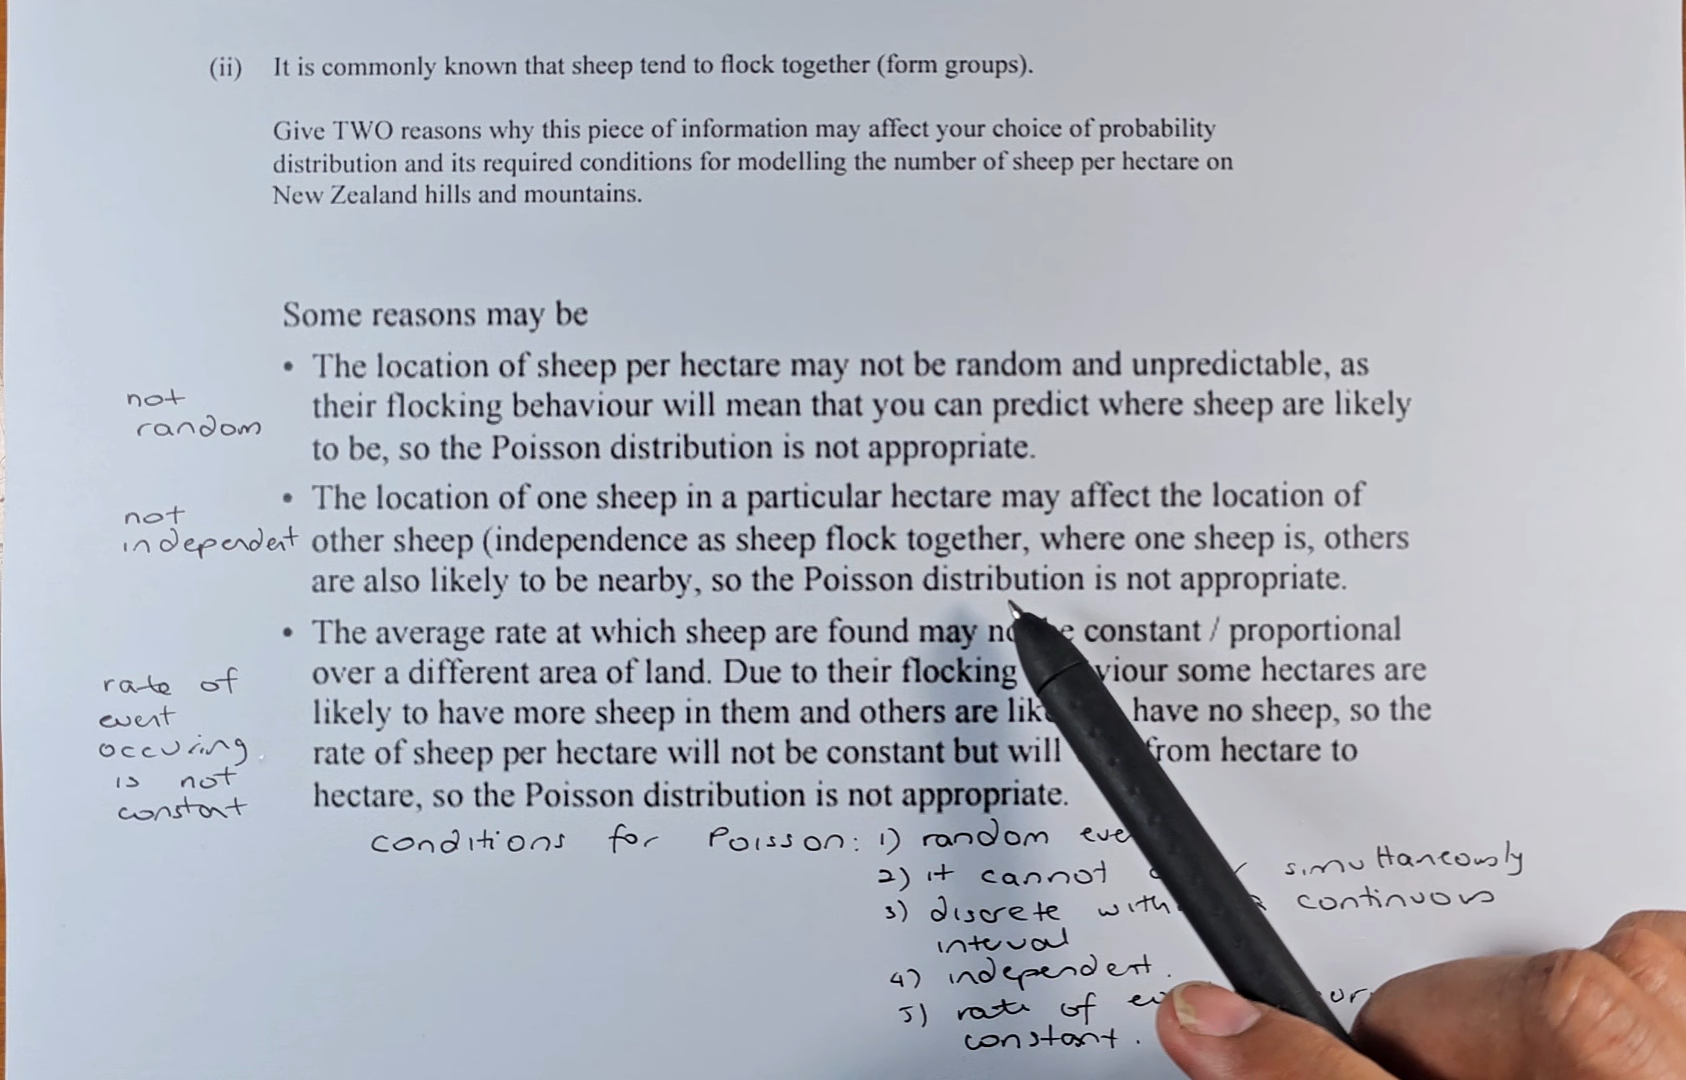 (ii) It is commonly known that sheep tend to flock together (form groups).
Give TWO reasons why this piece of information may affect your choice of probability
distribution and its required conditions for modelling the number of sheep per hectare on
New Zealand hills and mountains.
Some reasons may be
• The location of sheep per hectare may not be random and unpredictable, as
their flocking behaviour will mean that you can predict where sheep are likely
to be, so the Poisson distribution is not appropriate.
not
random
• The location of one sheep in a particular hectare may affect the location of
other sheep (independence as sheep flock together, where one sheep is, others
are also likely to be nearby, so the Poisson distribution is not appropriate.
not
independent
• The average rate at which sheep are found may constant / proportional
over a different area of land. Due to their flocking some hectares are
likely to have more sheep in them and others are have no sheep, so the
rate of sheep per hectare will not be constant but will from hectare to
hectare, so the Poisson distribution is not appropriate.
rate of
event
occuring
is not
constant
conditions for Poisson: 1) random
2) it cannot simultaneously
3) discrete continuous
interval
4) independent.
5) rate of
constant.